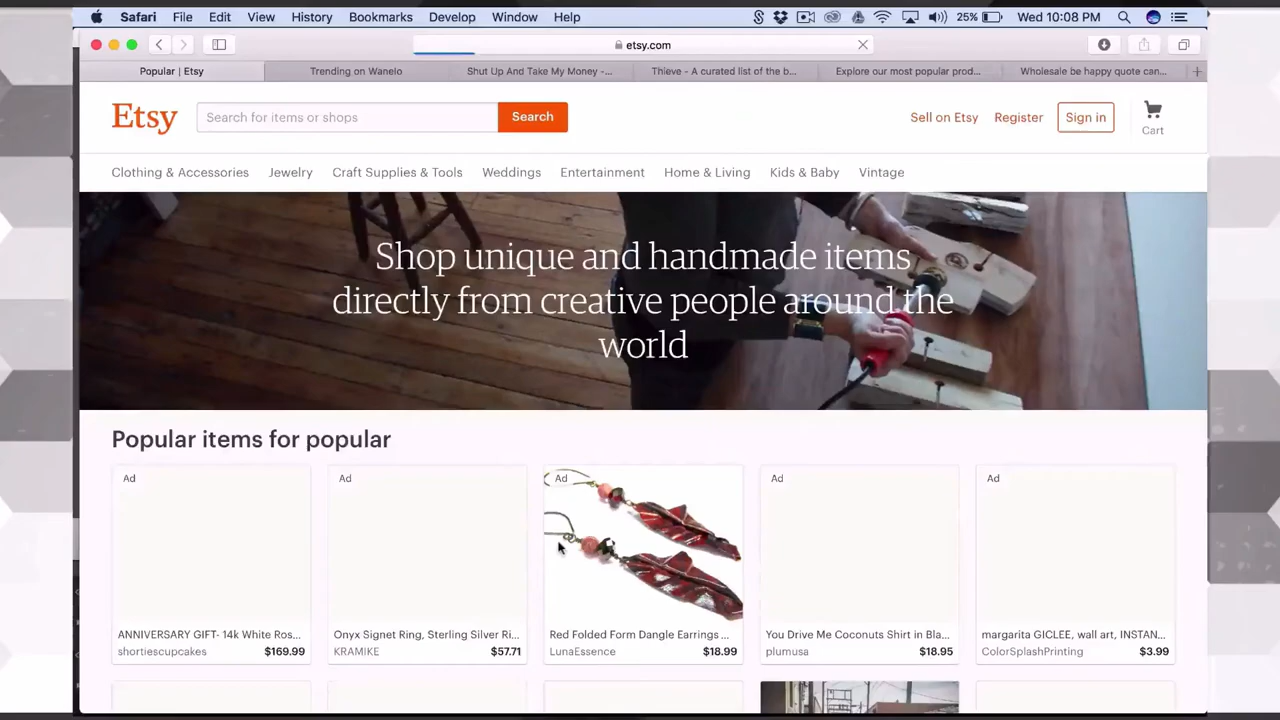 Safari File Edit View History Bookmarks Develop Window Help 25% Wed 10:08 PM
etsy.com
Popular | Etsy Trending on Wanelo Shut Up And Take My Money -... Thieve - A curated list of the b... Explore our most popular prod... Wholesale be happy quote can...
Etsy Search for items or shops Search Sell on Etsy Register Sign in Cart
Clothing & Accessories Jewelry Craft Supplies & Tools Weddings Entertainment Home & Living Kids & Baby Vintage
Shop unique and handmade items
directly from creative people around the
world
Popular items for popular
Ad Ad Ad Ad Ad
ANNIVERSARY GIFT- 14k White Ros... Onyx Signet Ring, Sterling Silver Ri... Red Folded Form Dangle Earrings ... You Drive Me Coconuts Shirt in Bla... margarita GICLEE, wall art, INSTAN...
shortiescupcakes $169.99 KRAMIKE $57.71 LunaEssence $18.99 plumusa $18.95 ColorSplashPrinting $3.99